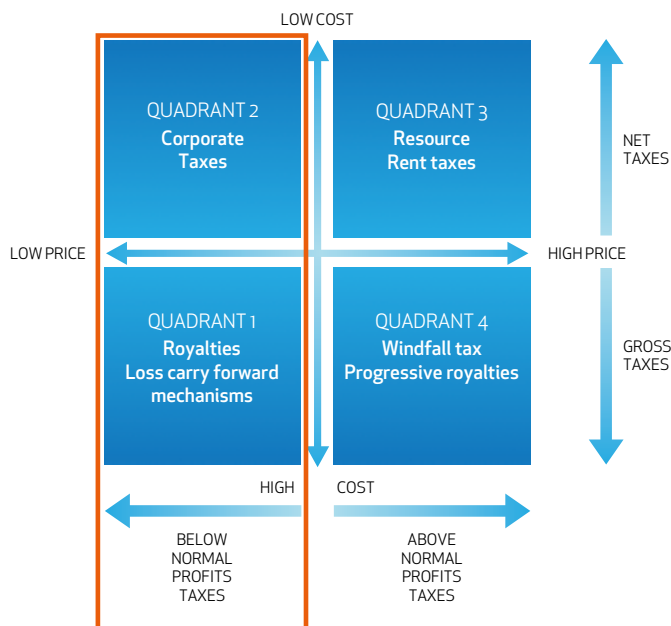 LOW COST
QUADRANT 2
Corporate
Taxes
QUADRANT 3
Resource
Rent taxes
NET
TAXES
LOW PRICE
HIGH PRICE
QUADRANT 1
Royalties
Loss carry forward
mechanisms
QUADRANT 4
Windfall tax
Progressive royalties
GROSS
TAXES
HIGH COST
BELOW
NORMAL
PROFITS
TAXES
ABOVE
NORMAL
PROFITS
TAXES